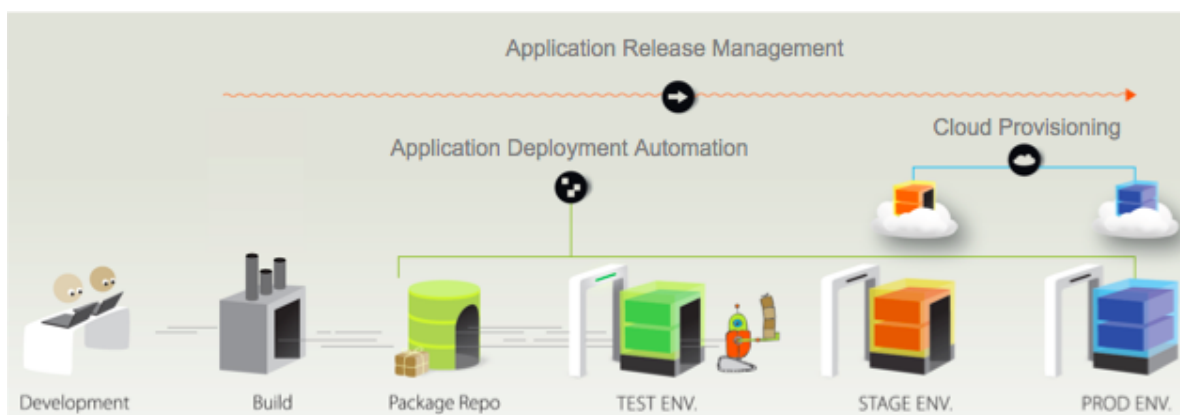 Application Release Management
Cloud Provisioning
Application Deployment Automation
Development
Build
Package Repo
TEST ENV.
STAGE ENV.
PROD ENV.